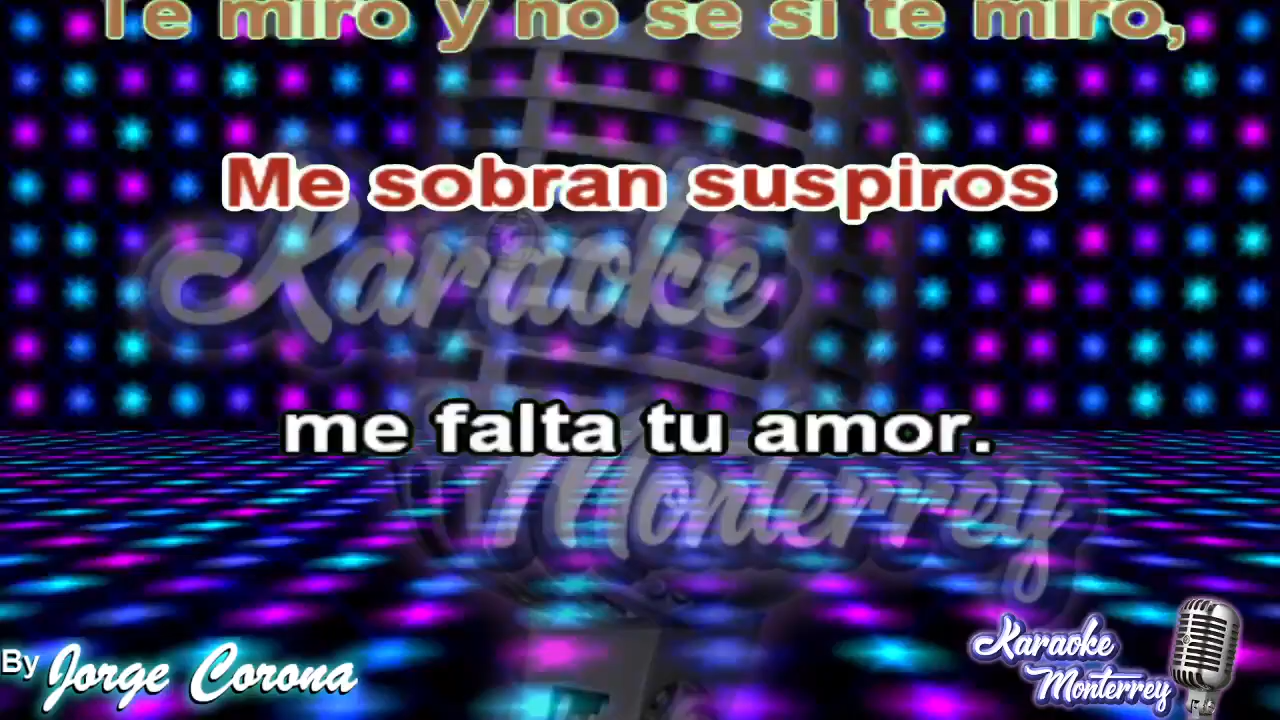 Te miro y no se si te miro,
Me sobran suspiros
Karaoke
me falta tu amor.
Monterrey
By Jorge Corona
Karaoke
Monterrey